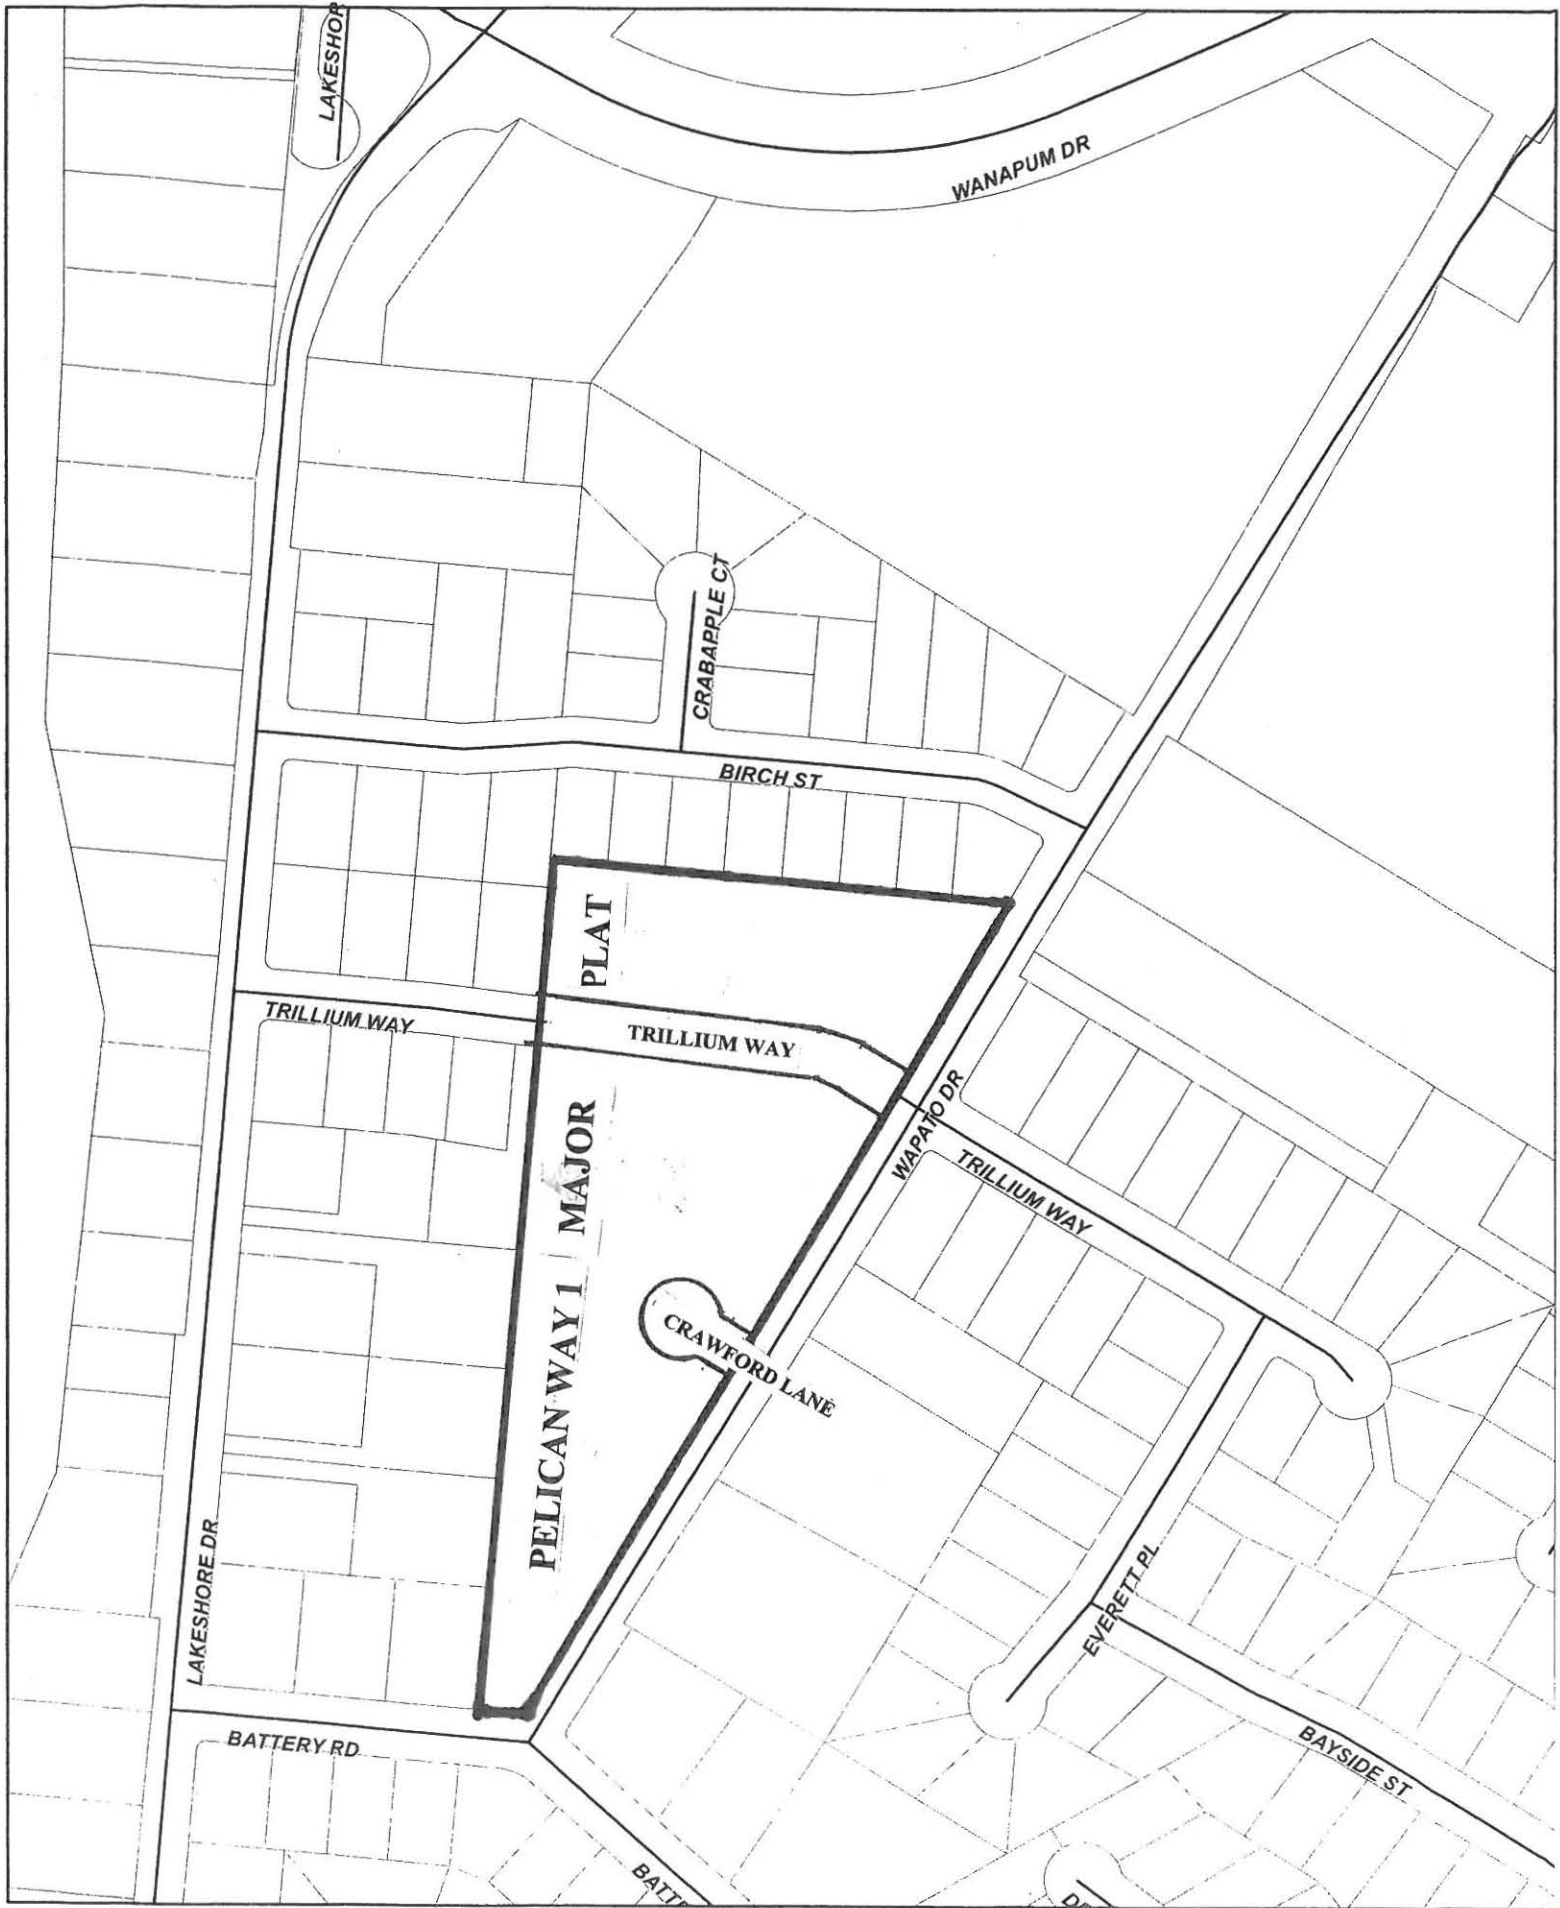 LAKESHOR
WANAPUM DR
CRABAPPLE CT
BIRCH ST
PELICAN WAY 1 MAJOR PLAT
TRILLIUM WAY
TRILLIUM WAY
WAPATO DR
TRILLIUM WAY
CRAWFORD LANE
LAKESHORE DR
EVERETT PL
BATTERY RD
BAYSIDE ST
BATT